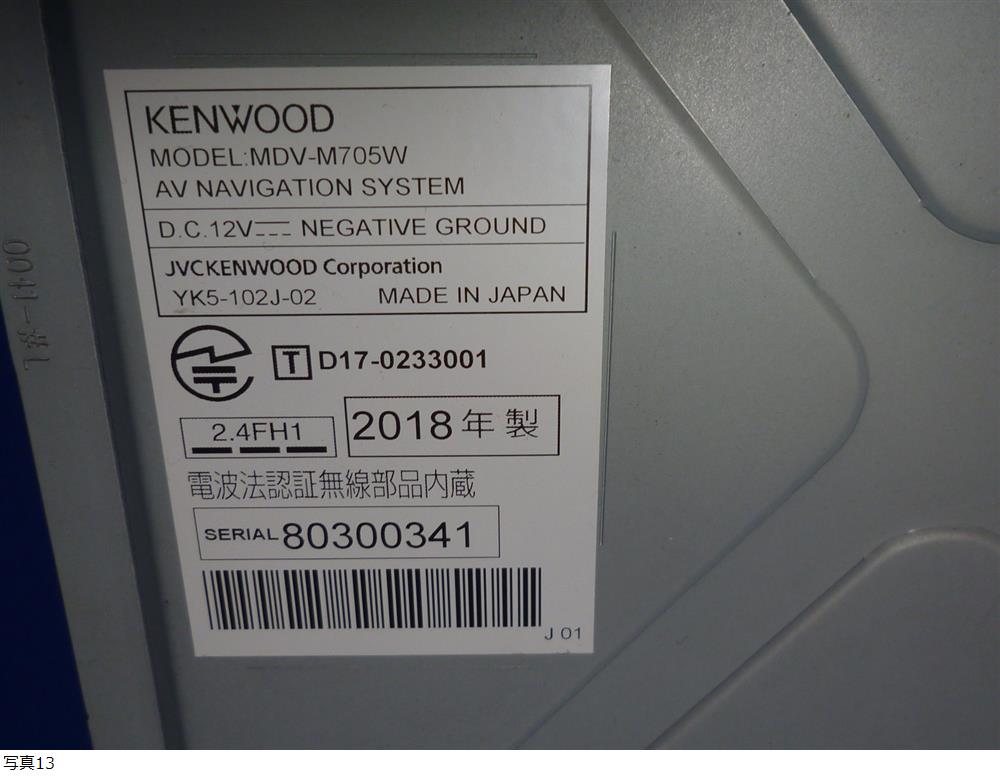 KENWOOD
MODEL:MDV-M705W
AV NAVIGATION SYSTEM
D.C.12V NEGATIVE GROUND
JVCKENWOOD Corporation
YK5-102J-02 MADE IN JAPAN
T D17-0233001
2.4FH1
2018年製
電波法認証無線部品内蔵
SERIAL 80300341
J 01
写真13